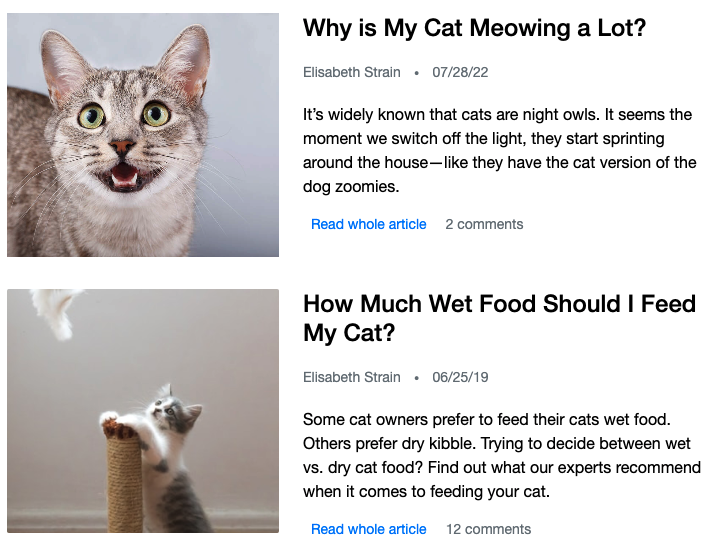 Why is My Cat Meowing a Lot?
Elisabeth Strain • 07/28/22
It’s widely known that cats are night owls. It seems the
moment we switch off the light, they start sprinting
around the house—like they have the cat version of the
dog zoomies.
Read whole article 2 comments
How Much Wet Food Should I Feed
My Cat?
Elisabeth Strain • 06/25/19
Some cat owners prefer to feed their cats wet food.
Others prefer dry kibble. Trying to decide between wet
vs. dry cat food? Find out what our experts recommend
when it comes to feeding your cat.
Read whole article 12 comments